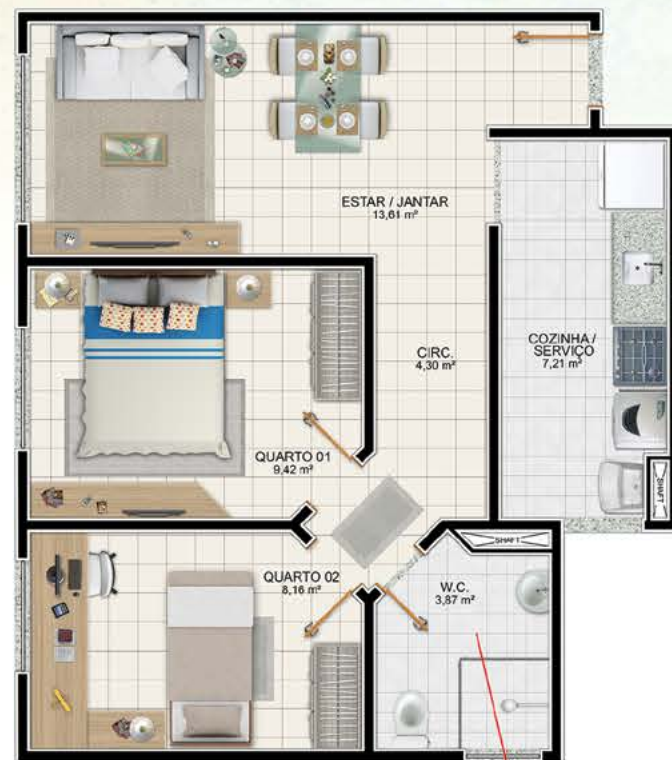 ESTAR / JANTAR
13,61 m²
CIRC.
4,30 m²
COZINHA /
SERVIÇO
7,21 m²
QUARTO 01
9,42 m²
SHAFT
SHAFT
QUARTO 02
8,16 m²
W.C.
3,87 m²